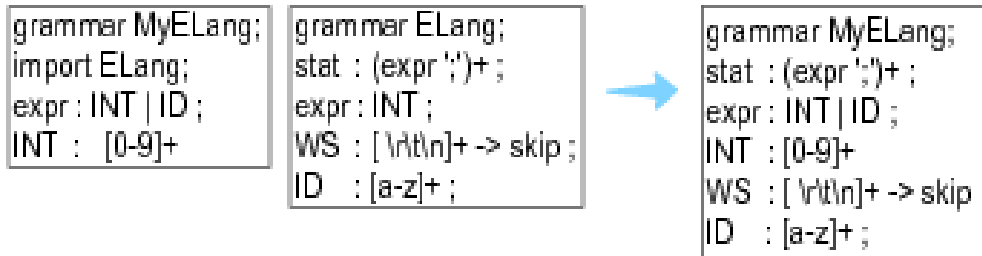 grammar MyELang;
import ELang;
expr : INT | ID ;
INT : [0-9]+
grammar ELang;
stat : (expr ';')+ ;
expr : INT ;
WS : [ \r\t\n]+ -> skip ;
ID : [a-z]+ ;
grammar MyELang;
stat : (expr ';')+ ;
expr : INT | ID ;
INT : [0-9]+
WS : [ \r\t\n]+ -> skip
ID : [a-z]+ ;